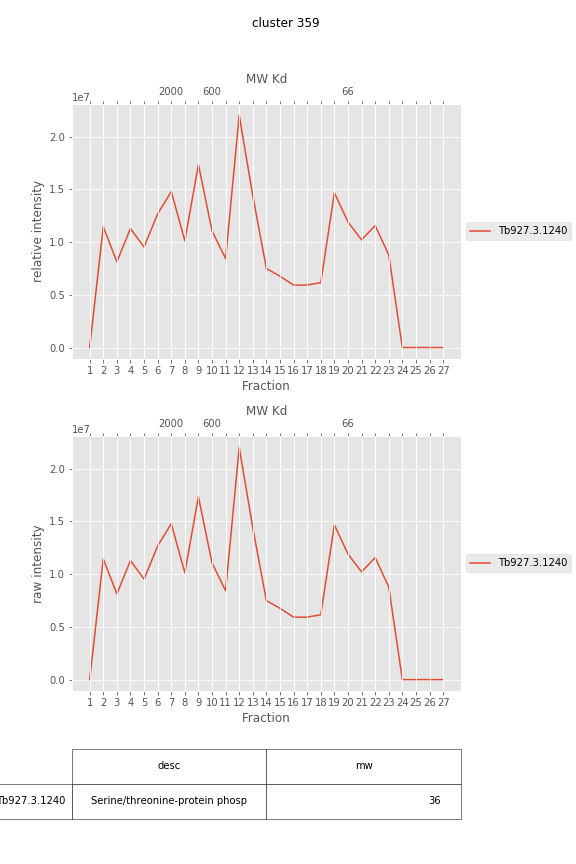 cluster 359
MW Kd
2000 600 66
1e7
2.0
1.5
1.0
0.5
0.0
relative intensity
Tb927.3.1240
1 2 3 4 5 6 7 8 9 10 11 12 13 14 15 16 17 18 19 20 21 22 23 24 25 26 27
Fraction
MW Kd
2000 600 66
1e7
2.0
1.5
1.0
0.5
0.0
raw intensity
Tb927.3.1240
1 2 3 4 5 6 7 8 9 10 11 12 13 14 15 16 17 18 19 20 21 22 23 24 25 26 27
Fraction
desc mw
Tb927.3.1240 Serine/threonine-protein phosp 36